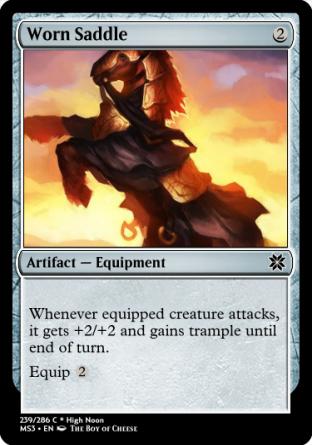 Worn Saddle 2
Artifact — Equipment
Whenever equipped creature attacks,
it gets +2/+2 and gains trample until
end of turn.
Equip 2
239/286 C * High Noon
MS3 • EN The Boy of Cheese